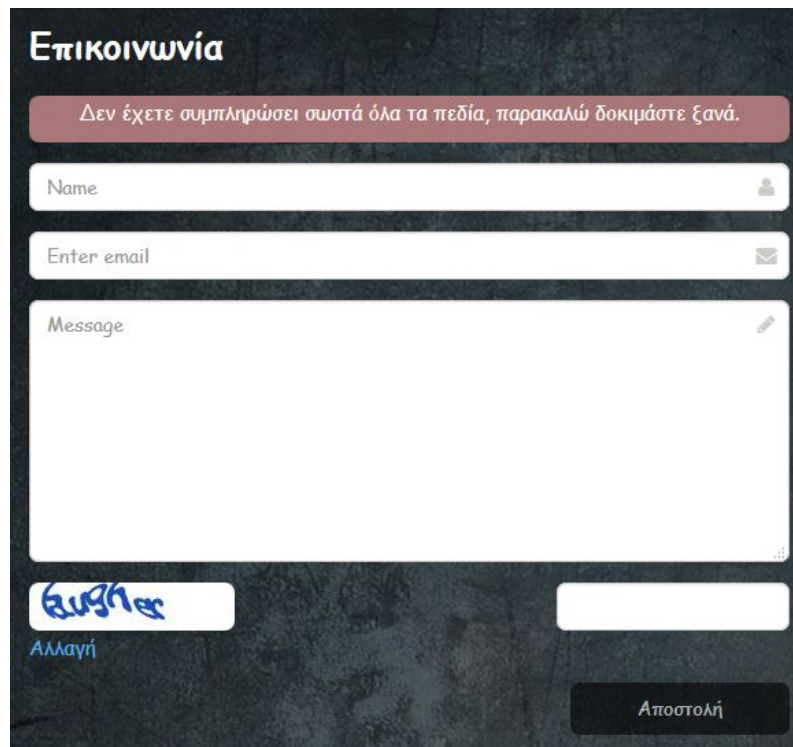 Επικοινωνία
Δεν έχετε συμπληρώσει σωστά όλα τα πεδία, παρακαλώ δοκιμάστε ξανά.
Name
Enter email
Message
Αλλαγή
Αποστολή